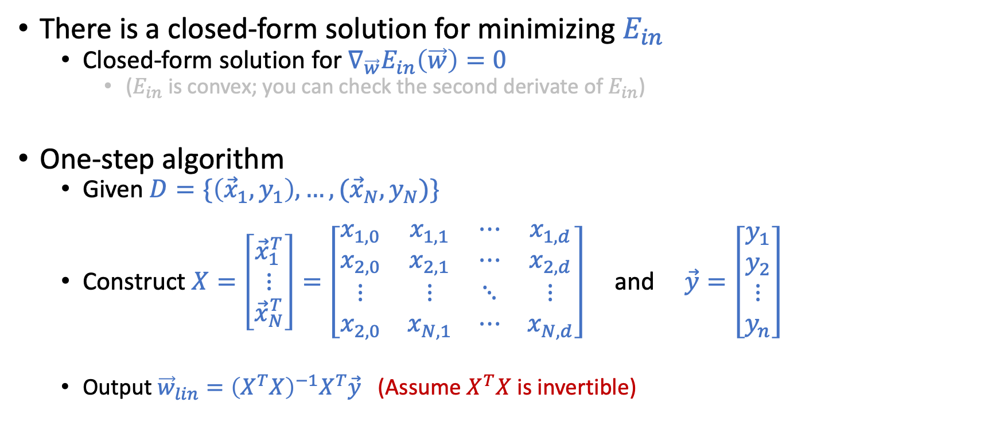 • There is a closed-form solution for minimizing $E_{in}$
• Closed-form solution for $\nabla_{\vec{w}} E_{in}(\vec{w}) = 0$
• ($E_{in}$ is convex; you can check the second derivate of $E_{in}$)
• One-step algorithm
• Given $D = \{(\vec{x}_1, y_1), \ldots, (\vec{x}_N, y_N)\}$
• Construct $X = \begin{bmatrix} \vec{x}_1^T \\ \vdots \\ \vec{x}_N^T \end{bmatrix} = \begin{bmatrix} x_{1,0} & x_{1,1} & \cdots & x_{1,d} \\ x_{2,0} & x_{2,1} & \cdots & x_{2,d} \\ \vdots & \vdots & \ddots & \vdots \\ x_{2,0} & x_{N,1} & \cdots & x_{N,d} \end{bmatrix}$ and $\vec{y} = \begin{bmatrix} y_1 \\ y_2 \\ \vdots \\ y_n \end{bmatrix}$
• Output $\vec{w}_{lin} = (X^T X)^{-1} X^T \vec{y}$ (Assume $X^T X$ is invertible)